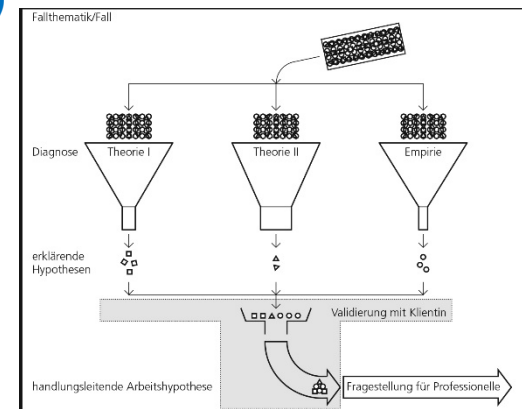 Fallthematik/Fall
Diagnose
Theorie I
Theorie II
Empirie
erklärende
Hypothesen
Validierung mit Klientin
handlungsleitende Arbeitshypothese
Fragestellung für Professionelle